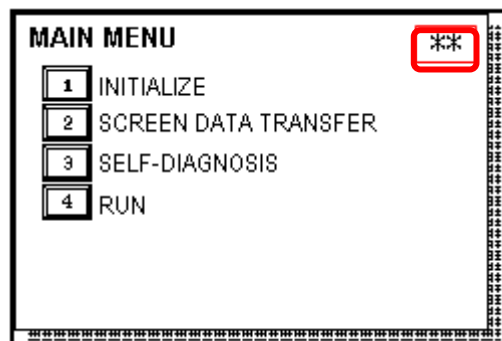 MAIN MENU **
1 INITIALIZE
2 SCREEN DATA TRANSFER
3 SELF-DIAGNOSIS
4 RUN